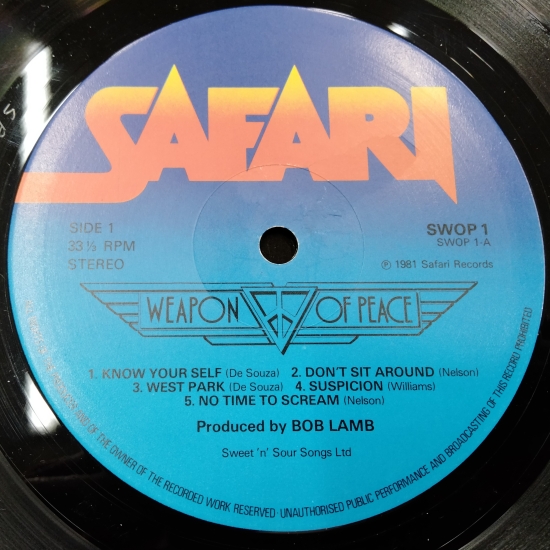 SAFARI
SIDE 1
33 ⅓ RPM
STEREO
SWOP 1
SWOP 1-A
℗ 1981 Safari Records
WEAPON OF PEACE
1. KNOW YOUR SELF (De Souza) 2. DON'T SIT AROUND (Nelson)
3. WEST PARK (De Souza) 4. SUSPICION (Williams)
5. NO TIME TO SCREAM (Nelson)
Produced by BOB LAMB
Sweet 'n' Sour Songs Ltd
OF THE OWNER OF THE RECORDED WORK RESERVED · UNAUTHORISED PUBLIC PERFORMANCE AND BROADCASTING OF THIS RECORD PROHIBITED